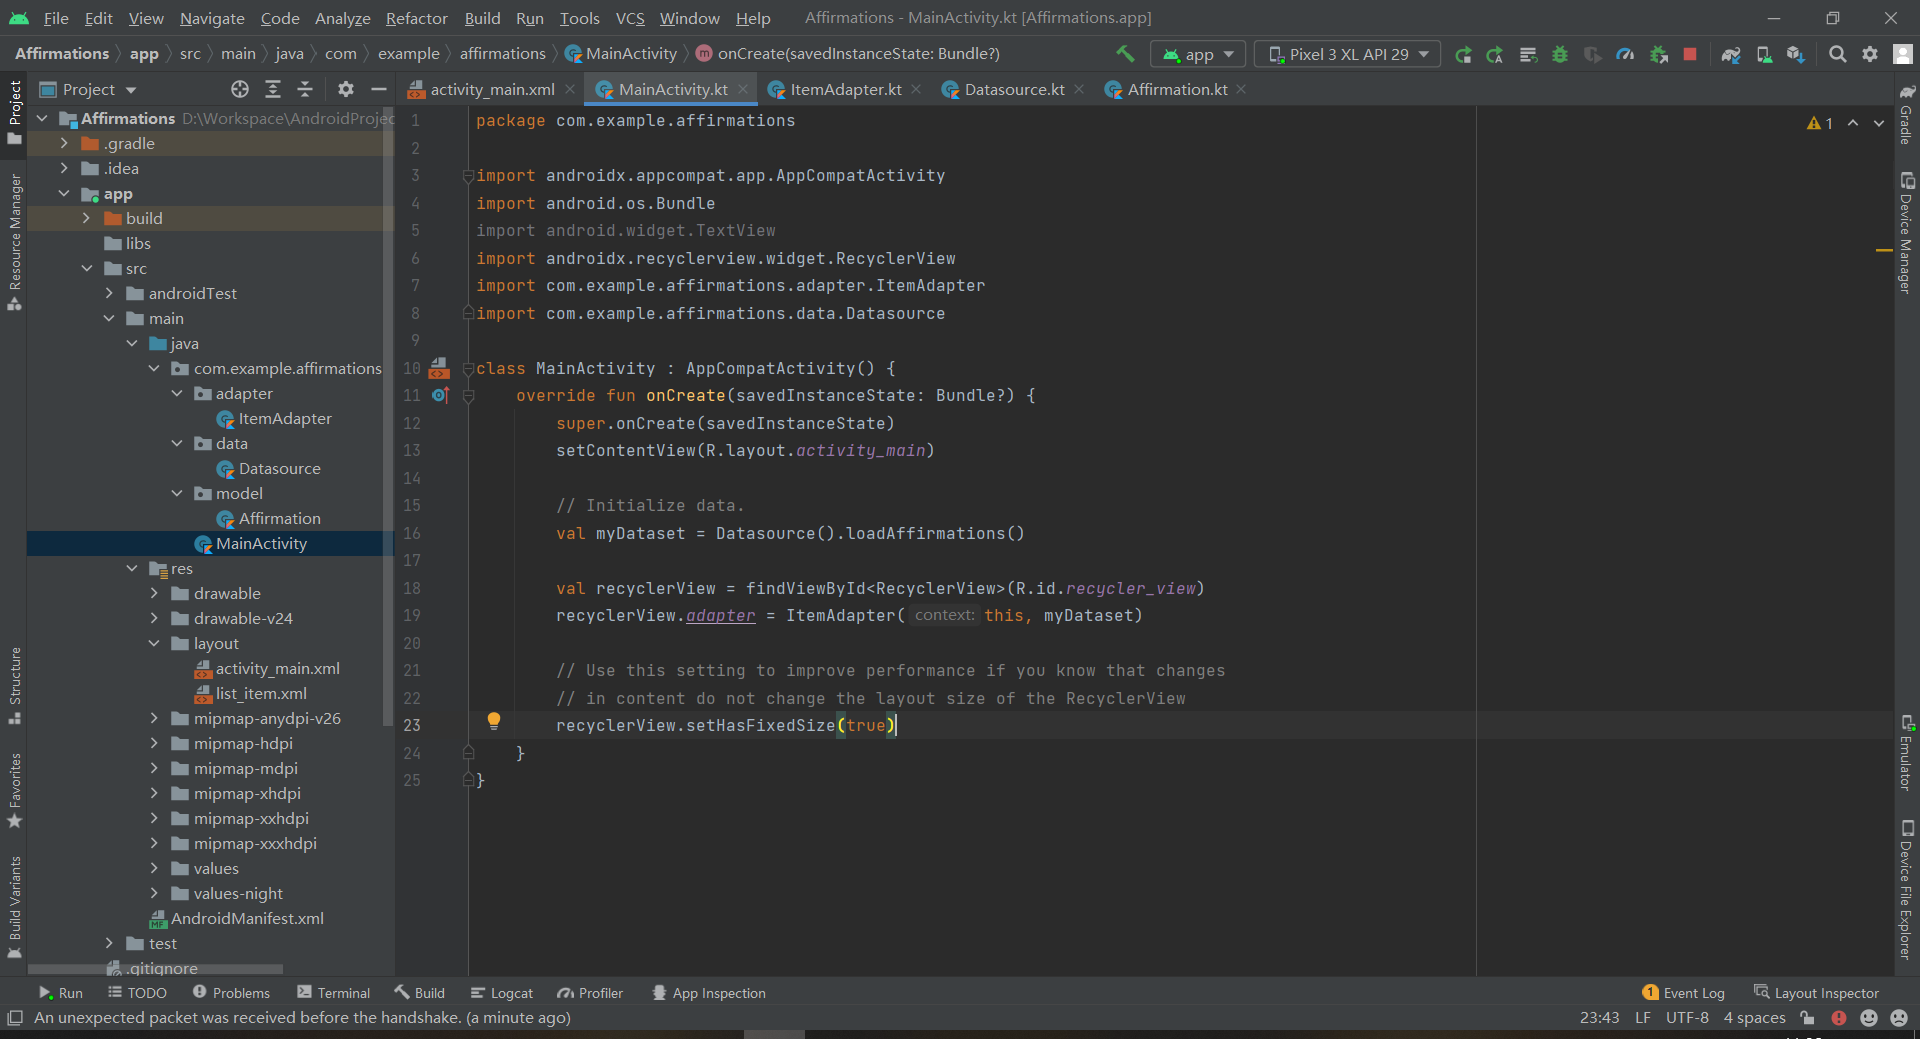 File Edit View Navigate Code Analyze Refactor Build Run Tools VCS Window Help Affirmations - MainActivity.kt [Affirmations.app]
Affirmations app src main java com example affirmations MainActivity onCreate(savedInstanceState: Bundle?) app Pixel 3 XL API 29
Project
activity_main.xml MainActivity.kt ItemAdapter.kt Datasource.kt Affirmation.kt
Project
Resource Manager
Structure
Favorites
Build Variants
Affirmations D:\Workspace\AndroidProjec
.gradle
.idea
app
build
libs
src
androidTest
main
java
com.example.affirmations
adapter
ItemAdapter
data
Datasource
model
Affirmation
MainActivity
res
drawable
drawable-v24
layout
activity_main.xml
list_item.xml
mipmap-anydpi-v26
mipmap-hdpi
mipmap-mdpi
mipmap-xhdpi
mipmap-xxhdpi
mipmap-xxxhdpi
values
values-night
AndroidManifest.xml
test
.gitignore
1 package com.example.affirmations
2
3 import androidx.appcompat.app.AppCompatActivity
4 import android.os.Bundle
5 import android.widget.TextView
6 import androidx.recyclerview.widget.RecyclerView
7 import com.example.affirmations.adapter.ItemAdapter
8 import com.example.affirmations.data.Datasource
9
10 class MainActivity : AppCompatActivity() {
11 override fun onCreate(savedInstanceState: Bundle?) {
12 super.onCreate(savedInstanceState)
13 setContentView(R.layout.activity_main)
14
15 // Initialize data.
16 val myDataset = Datasource().loadAffirmations()
17
18 val recyclerView = findViewById<RecyclerView>(R.id.recycler_view)
19 recyclerView.adapter = ItemAdapter( context: this, myDataset)
20
21 // Use this setting to improve performance if you know that changes
22 // in content do not change the layout size of the RecyclerView
23 recyclerView.setHasFixedSize(true)
24 }
25 }
1
Gradle
Device Manager
Emulator
Device File Explorer
Run TODO Problems Terminal Build Logcat Profiler App Inspection 1 Event Log Layout Inspector
An unexpected packet was received before the handshake. (a minute ago) 23:43 LF UTF-8 4 spaces